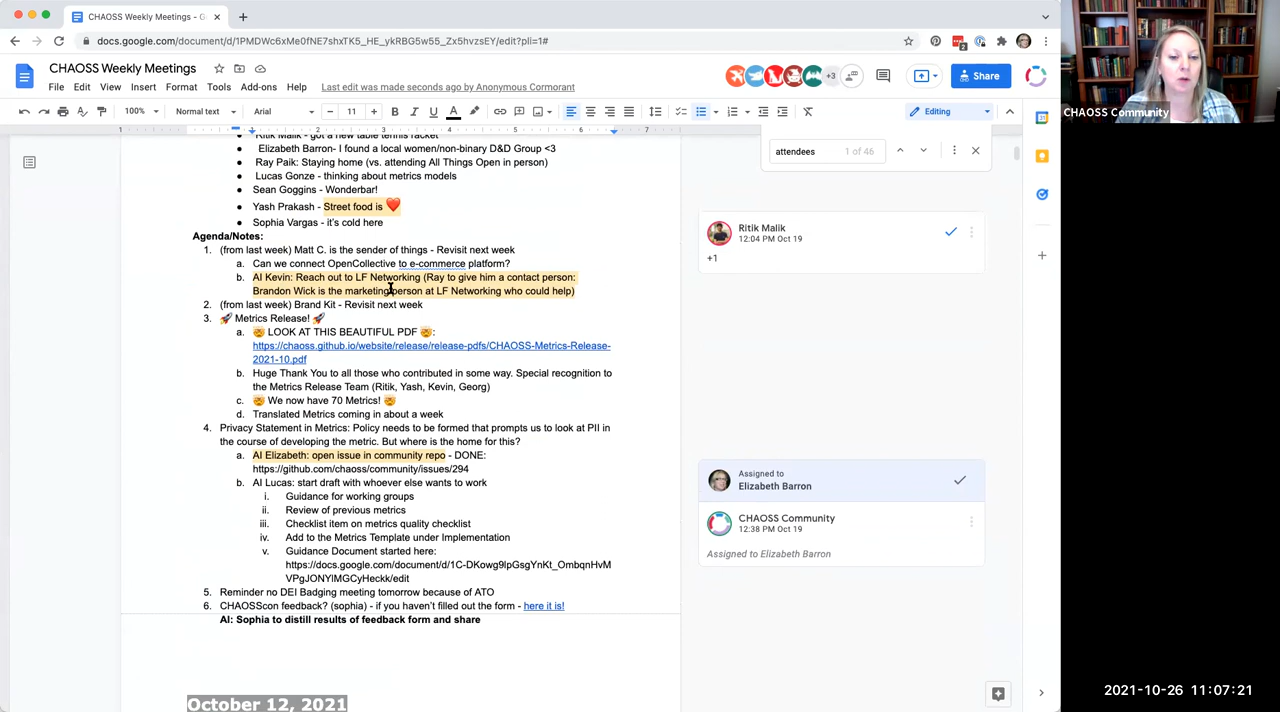 CHAOSS Weekly Meetings - G
docs.google.com/document/d/1PMDWc6xMe0fNE7shxTK5_HE_ykRBG5w55_Zx5hvzsEY/edit?pli=1#
2
CHAOSS Weekly Meetings
File Edit View Insert Format Tools Add-ons Help Last edit was made seconds ago by Anonymous Cormorant
+3
Share
100% Normal text Arial 11 Editing
1 1 2 3 4 5 6 7
attendees 1 of 46
Ritik Malik - got a new table tennis racket
Elizabeth Barron- I found a local women/non-binary D&D Group <3
Ray Paik: Staying home (vs. attending All Things Open in person)
Lucas Gonze - thinking about metrics models
Sean Goggins - Wonderbar!
Yash Prakash - Street food is ❤️
Sophia Vargas - it's cold here
Agenda/Notes:
1. (from last week) Matt C. is the sender of things - Revisit next week
a. Can we connect OpenCollective to e-commerce platform?
b. AI Kevin: Reach out to LF Networking (Ray to give him a contact person:
Brandon Wick is the marketing person at LF Networking who could help)
2. (from last week) Brand Kit - Revisit next week
3. 🚀 Metrics Release! 🚀
a. 🤯 LOOK AT THIS BEAUTIFUL PDF 🤯:
https://chaoss.github.io/website/release/release-pdfs/CHAOSS-Metrics-Release-
2021-10.pdf
b. Huge Thank You to all those who contributed in some way. Special recognition to
the Metrics Release Team (Ritik, Yash, Kevin, Georg)
c. 🤯 We now have 70 Metrics! 🤯
d. Translated Metrics coming in about a week
4. Privacy Statement in Metrics: Policy needs to be formed that prompts us to look at PII in
the course of developing the metric. But where is the home for this?
a. AI Elizabeth: open issue in community repo - DONE:
https://github.com/chaoss/community/issues/294
b. AI Lucas: start draft with whoever else wants to work
i. Guidance for working groups
ii. Review of previous metrics
iii. Checklist item on metrics quality checklist
iv. Add to the Metrics Template under Implementation
v. Guidance Document started here:
https://docs.google.com/document/d/1C-DKowg9lpGsgYnKt_OmbqnHvM
VPgJONYlMGCyHeckk/edit
5. Reminder no DEI Badging meeting tomorrow because of ATO
6. CHAOSScon feedback? (sophia) - if you haven't filled out the form - here it is!
AI: Sophia to distill results of feedback form and share
October 12, 2021
Ritik Malik
12:04 PM Oct 19
+1
Assigned to
Elizabeth Barron
CHAOSS Community
12:38 PM Oct 19
Assigned to Elizabeth Barron
CHAOSS Community
2021-10-26 11:07:21